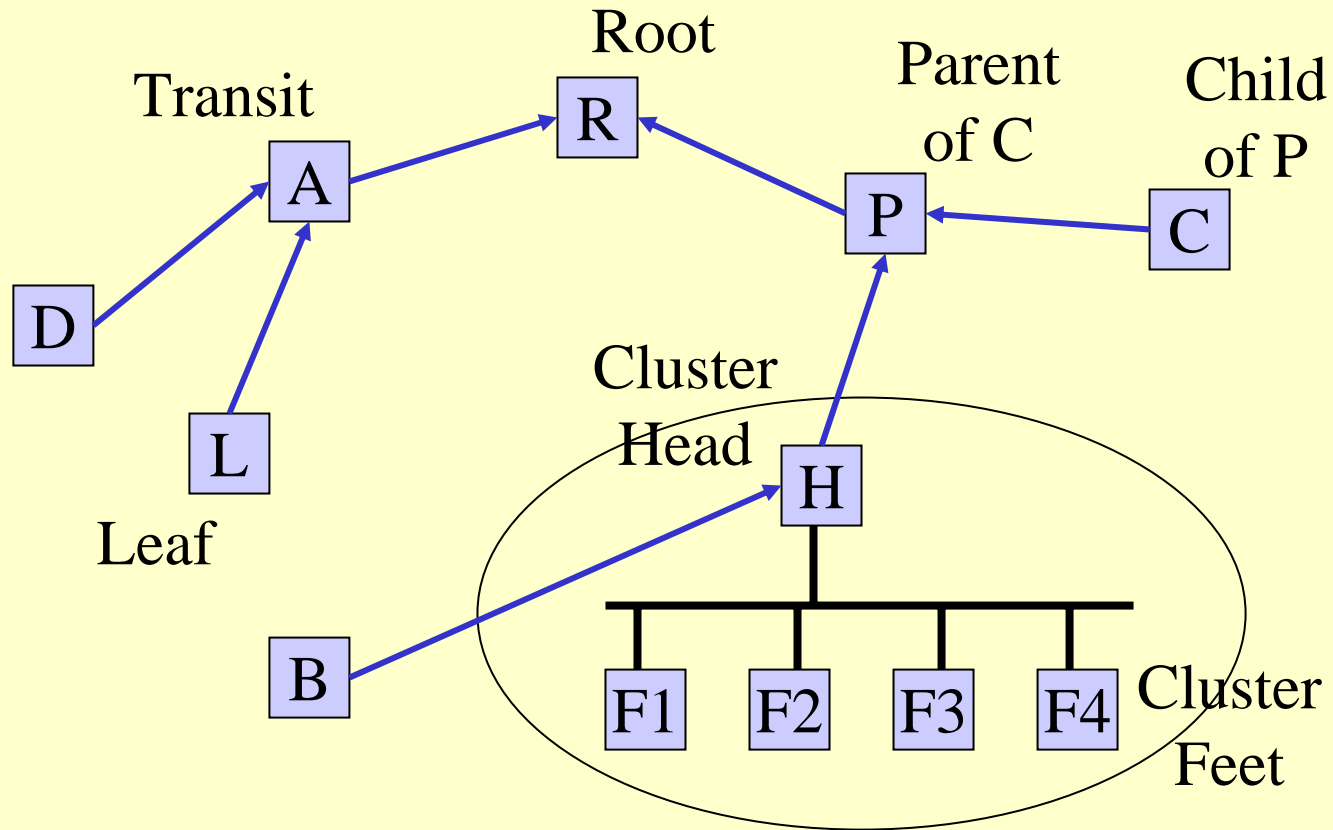 Root
Transit
Parent
of C
Child
of P
R
A
P
C
D
Cluster
Head
L
H
Leaf
B
F1 F2 F3 F4
Cluster
Feet